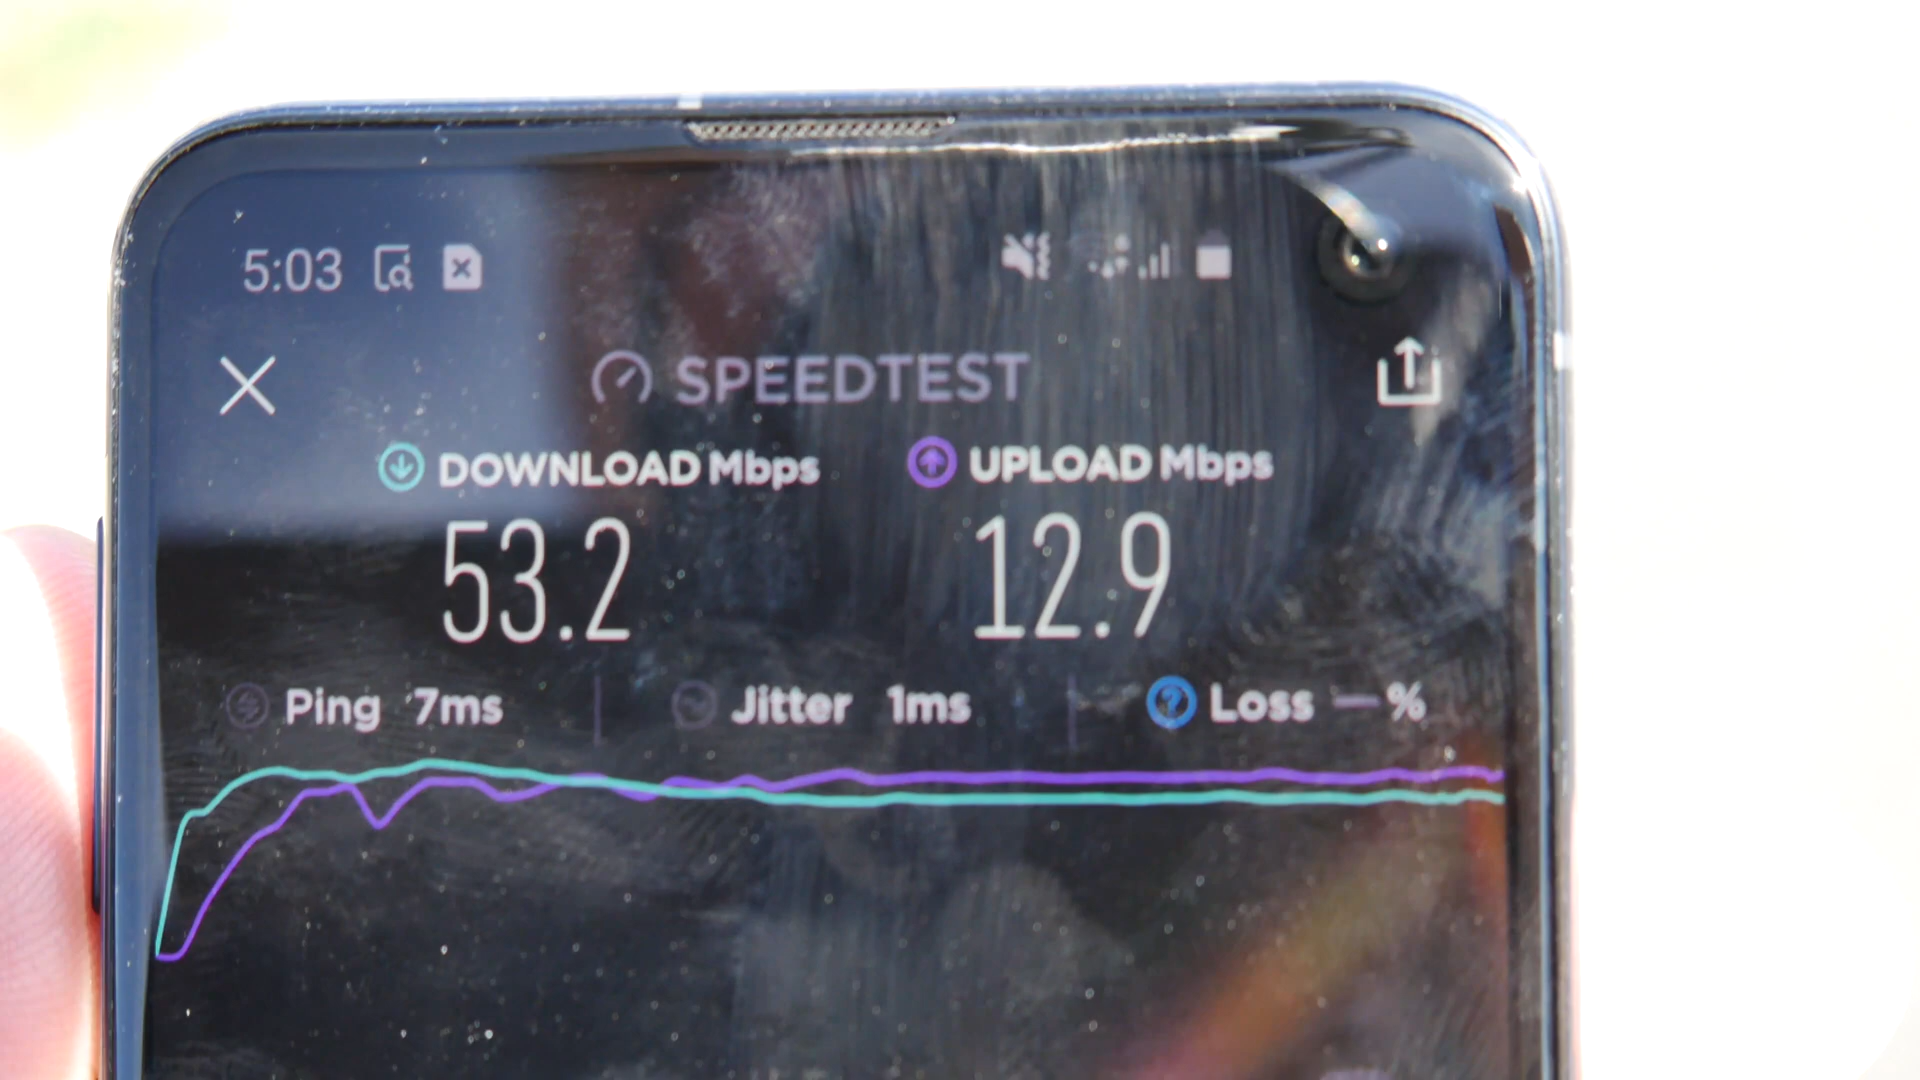 5:03
SPEEDTEST
DOWNLOAD Mbps UPLOAD Mbps
53.2 12.9
Ping 7ms Jitter 1ms Loss — %